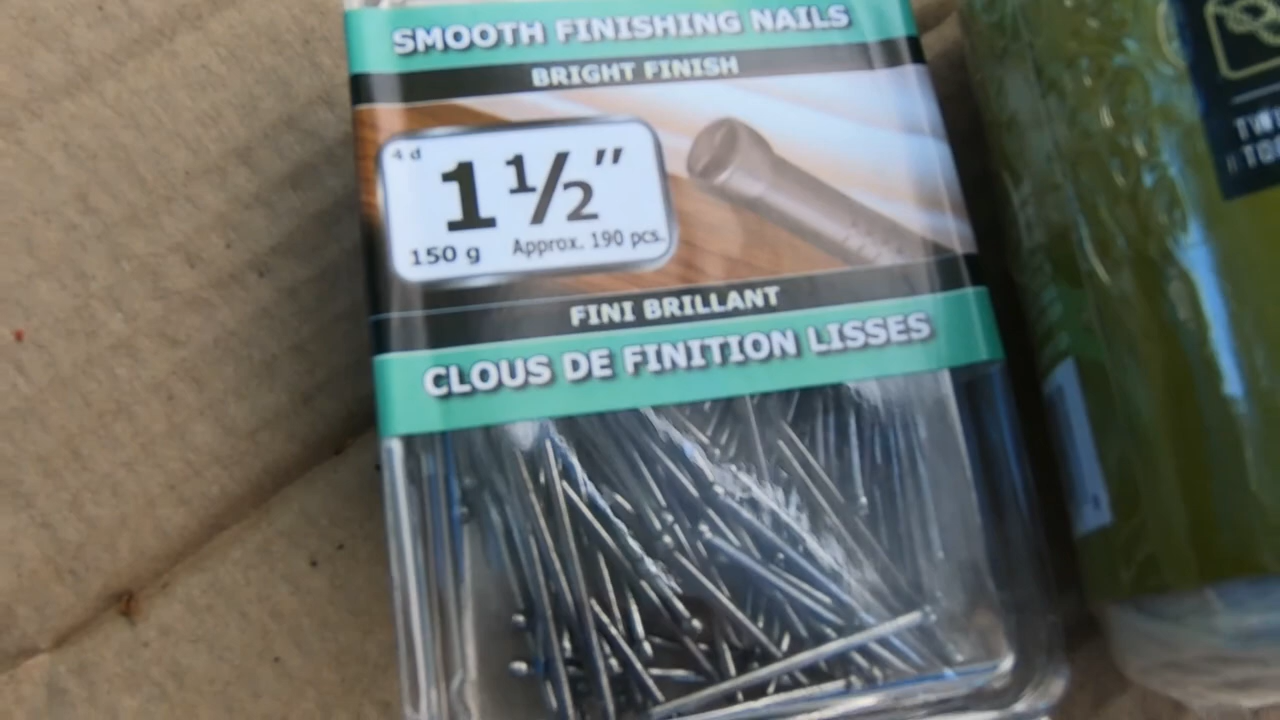 SMOOTH FINISHING NAILS
BRIGHT FINISH
4 d
1 1/2"
150 g Approx. 190 pcs.
FINI BRILLANT
CLOUS DE FINITION LISSES